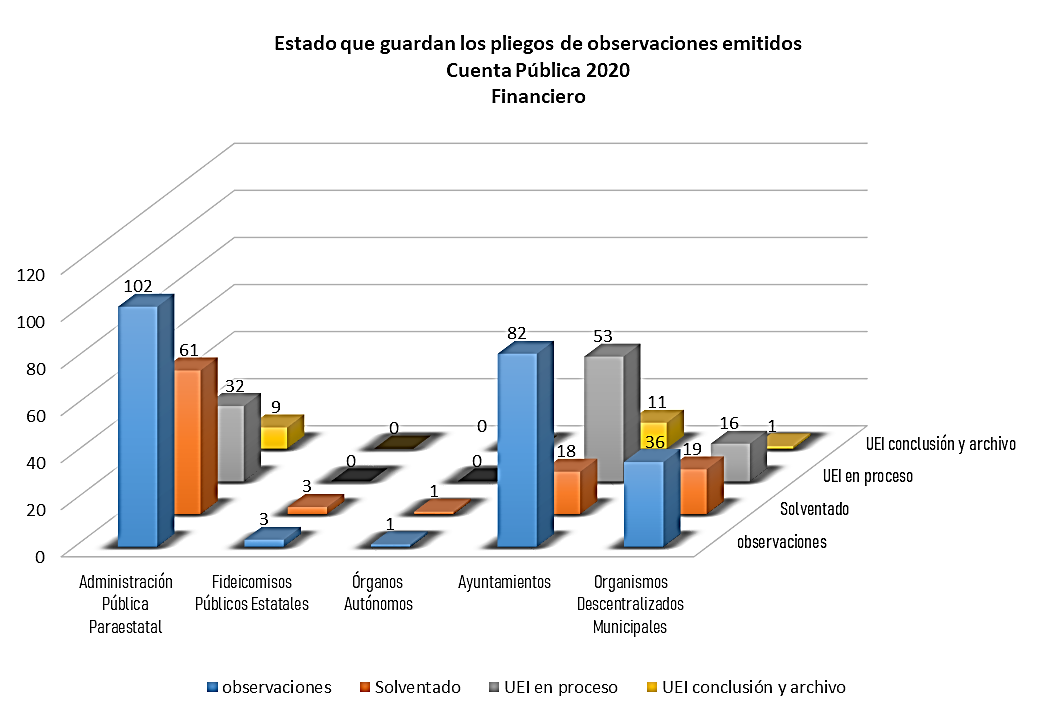 Estado que guardan los pliegos de observaciones emitidos
Cuenta Pública 2020
Financiero
120
100
80
60
40
20
0
102
61
32
9
3
3
0
0
1
1
0
0
82
18
53
11
36
19
16
1
UEI conclusión y archivo
UEI en proceso
Solventado
observaciones
Administración
Pública
Paraestatal
Fideicomisos
Públicos Estatales
Órganos
Autónomos
Ayuntamientos
Organismos
Descentralizados
Municipales
observaciones
Solventado
UEI en proceso
UEI conclusión y archivo